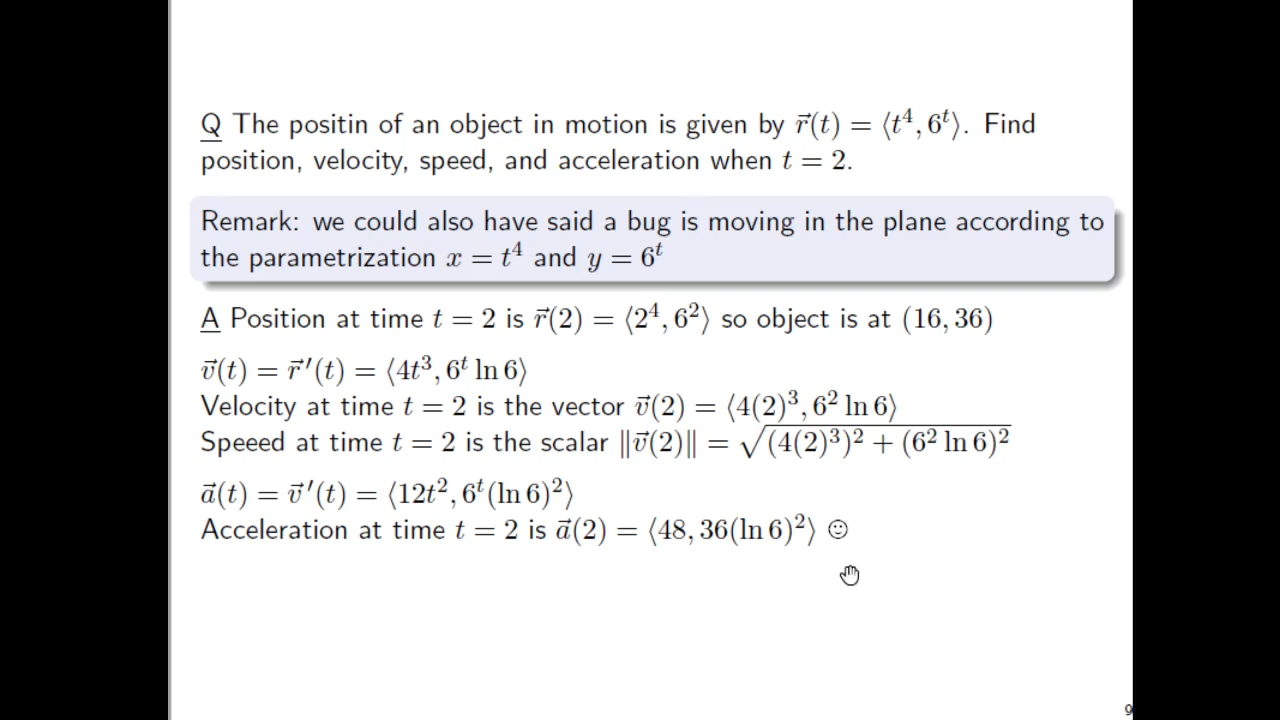 Q The positin of an object in motion is given by r⃗(t) = ⟨t⁴, 6ᵗ⟩. Find
position, velocity, speed, and acceleration when t = 2.
Remark: we could also have said a bug is moving in the plane according to
the parametrization x = t⁴ and y = 6ᵗ
A Position at time t = 2 is r⃗(2) = ⟨2⁴, 6²⟩ so object is at (16, 36)
v⃗(t) = r⃗ ′(t) = ⟨4t³, 6ᵗ ln 6⟩
Velocity at time t = 2 is the vector v⃗(2) = ⟨4(2)³, 6² ln 6⟩
Speeed at time t = 2 is the scalar ‖v⃗(2)‖ = √((4(2)³)² + (6² ln 6)²)
a⃗(t) = v⃗ ′(t) = ⟨12t², 6ᵗ(ln 6)²⟩
Acceleration at time t = 2 is a⃗(2) = ⟨48, 36(ln 6)²⟩ ☺
9